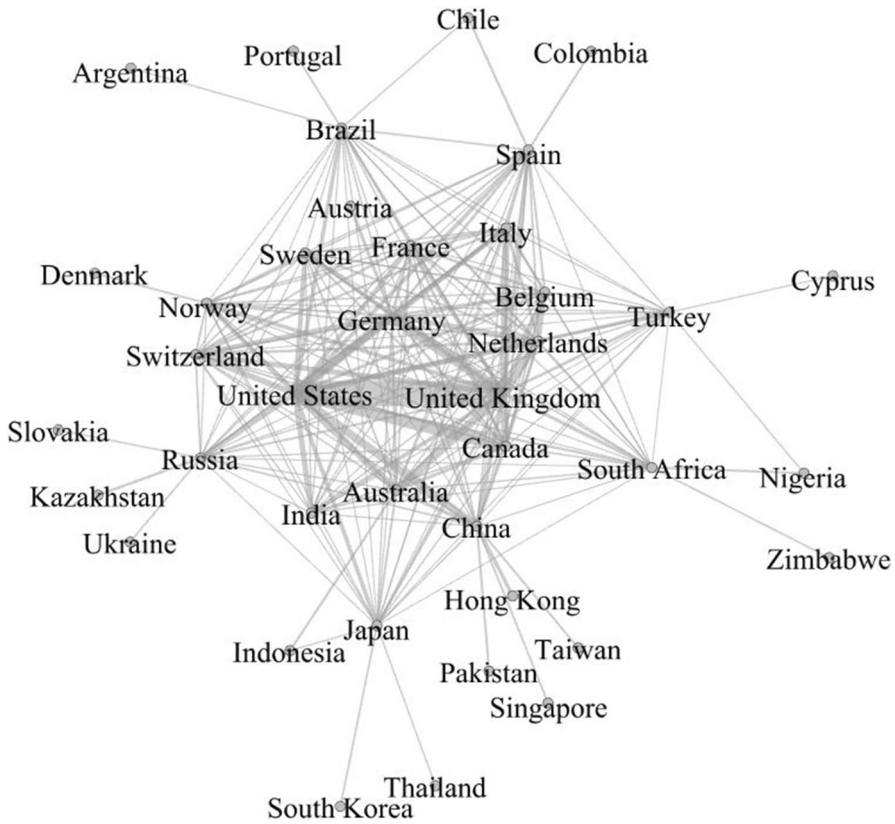 Chile
Portugal
Colombia
Argentina
Brazil
Spain
Austria
Italy
Sweden
France
Denmark
Cyprus
Norway
Belgium
Germany
Turkey
Netherlands
Switzerland
United States
United Kingdom
Slovakia
Canada
Russia
South Africa
Nigeria
Kazakhstan
Australia
India
China
Ukraine
Zimbabwe
Hong Kong
Japan
Indonesia
Taiwan
Pakistan
Singapore
Thailand
South Korea